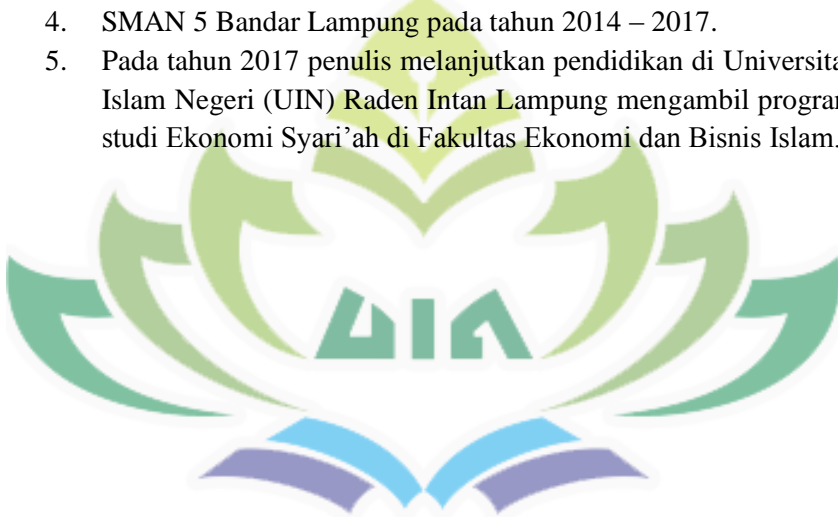 4. SMAN 5 Bandar Lampung pada tahun 2014 – 2017.
5. Pada tahun 2017 penulis melanjutkan pendidikan di Universita
Islam Negeri (UIN) Raden Intan Lampung mengambil program
studi Ekonomi Syari’ah di Fakultas Ekonomi dan Bisnis Islam.
UIN